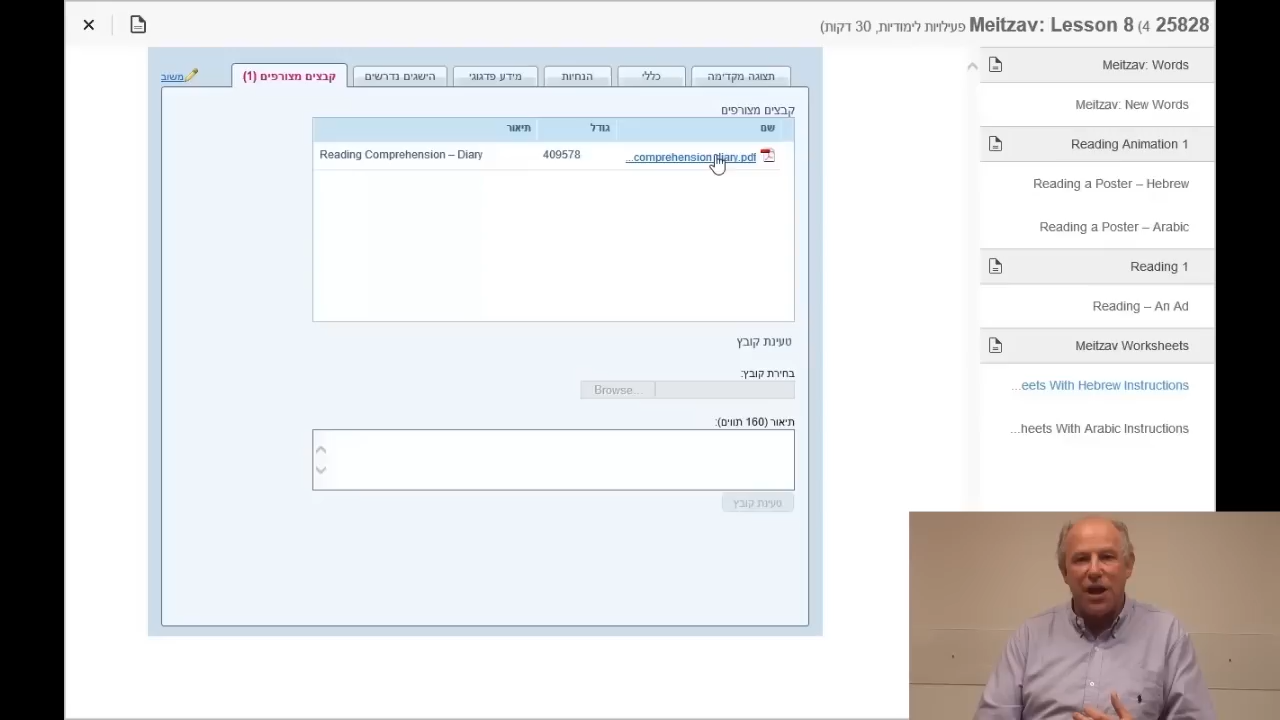 25828 Meitzav: Lesson 8 (4 פעילויות לימודיות, 30 דקות)
תצוגה מקדימה
כללי
הנחיות
מידע פדגוגי
הישגים נדרשים
קבצים מצורפים (1)
משוב
קבצים מצורפים
שם גודל תיאור
...comprehension diary.pdf 409578 Reading Comprehension – Diary
טעינת קובץ
בחירת קובץ:
Browse...
תיאור (160 תווים):
טעינת קובץ
Meitzav: Words
Meitzav: New Words
Reading Animation 1
Reading a Poster – Hebrew
Reading a Poster – Arabic
Reading 1
Reading – An Ad
Meitzav Worksheets
...eets With Hebrew Instructions
...heets With Arabic Instructions